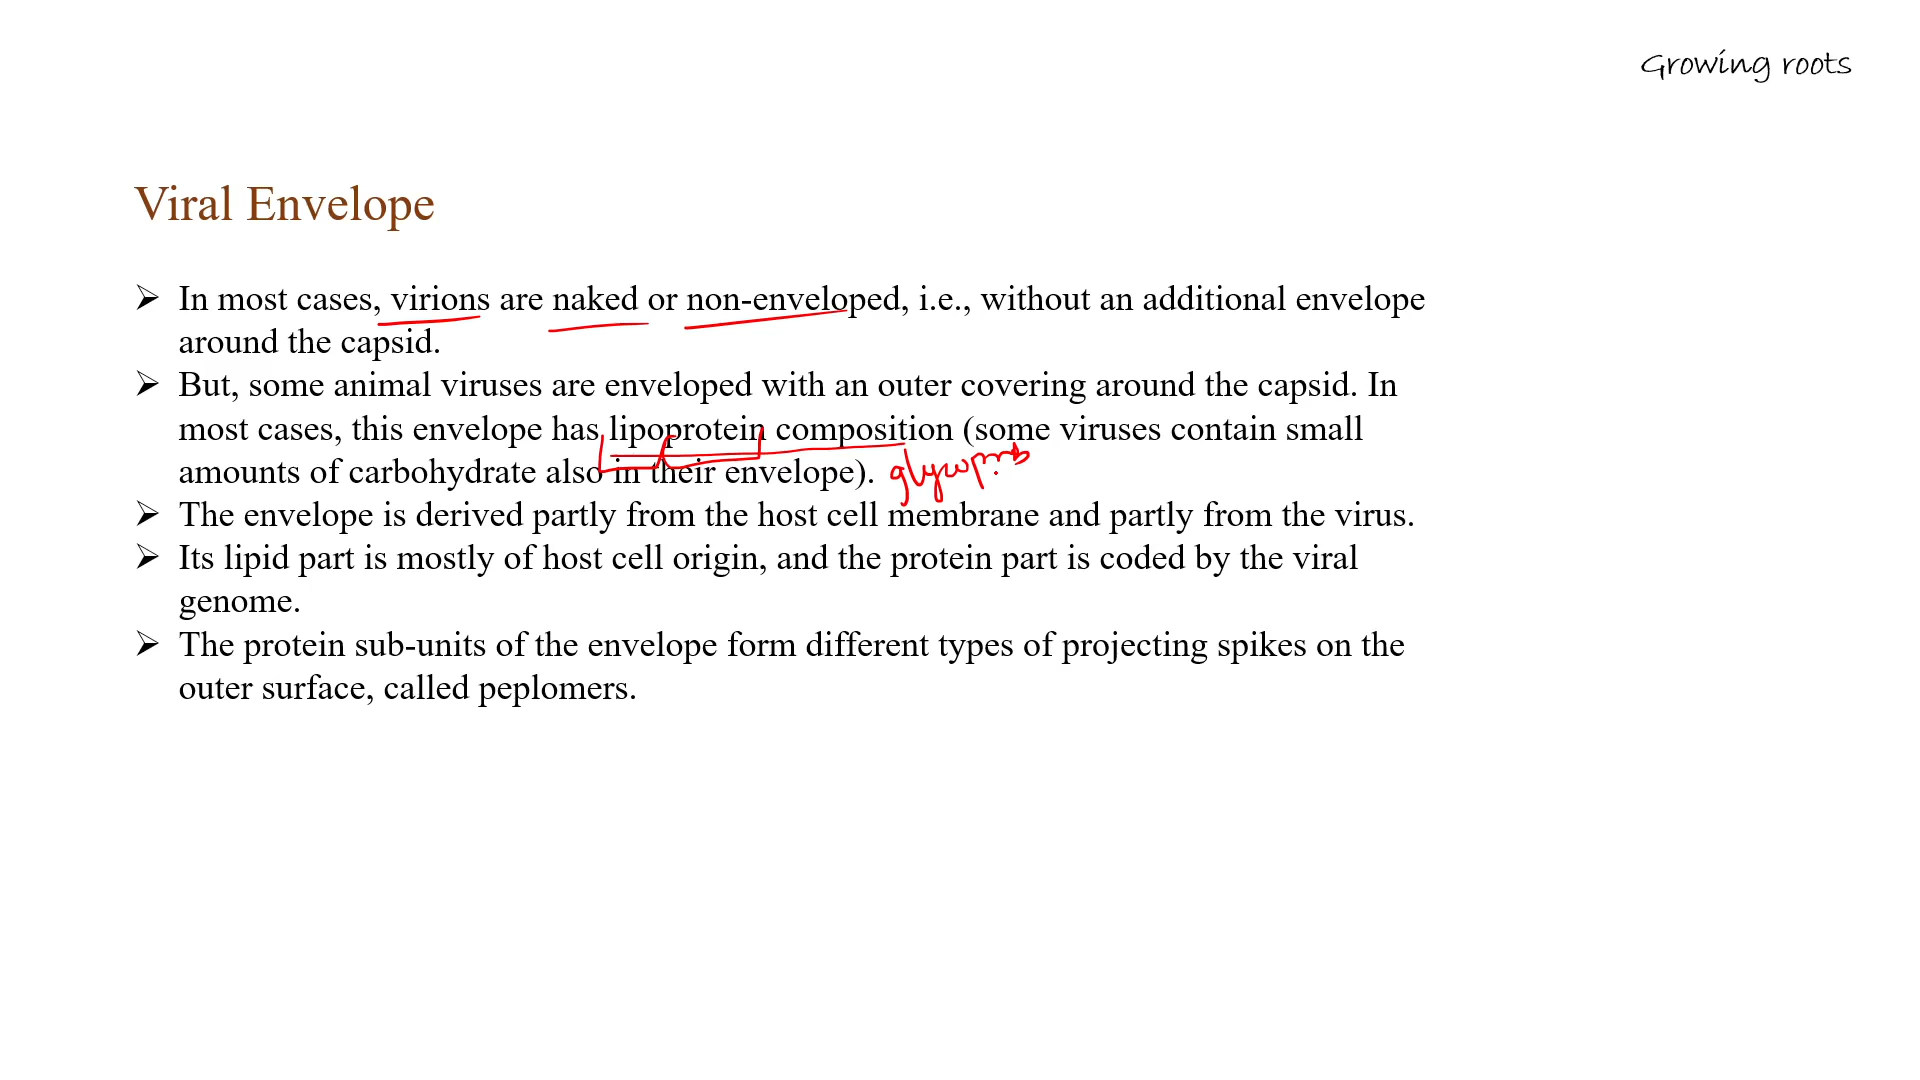 Growing roots
Viral Envelope
➢ In most cases, virions are naked or non-enveloped, i.e., without an additional envelope
around the capsid.
➢ But, some animal viruses are enveloped with an outer covering around the capsid. In
most cases, this envelope has lipoprotein composition (some viruses contain small
amounts of carbohydrate also in their envelope).
➢ The envelope is derived partly from the host cell membrane and partly from the virus.
➢ Its lipid part is mostly of host cell origin, and the protein part is coded by the viral
genome.
➢ The protein sub-units of the envelope form different types of projecting spikes on the
outer surface, called peplomers.